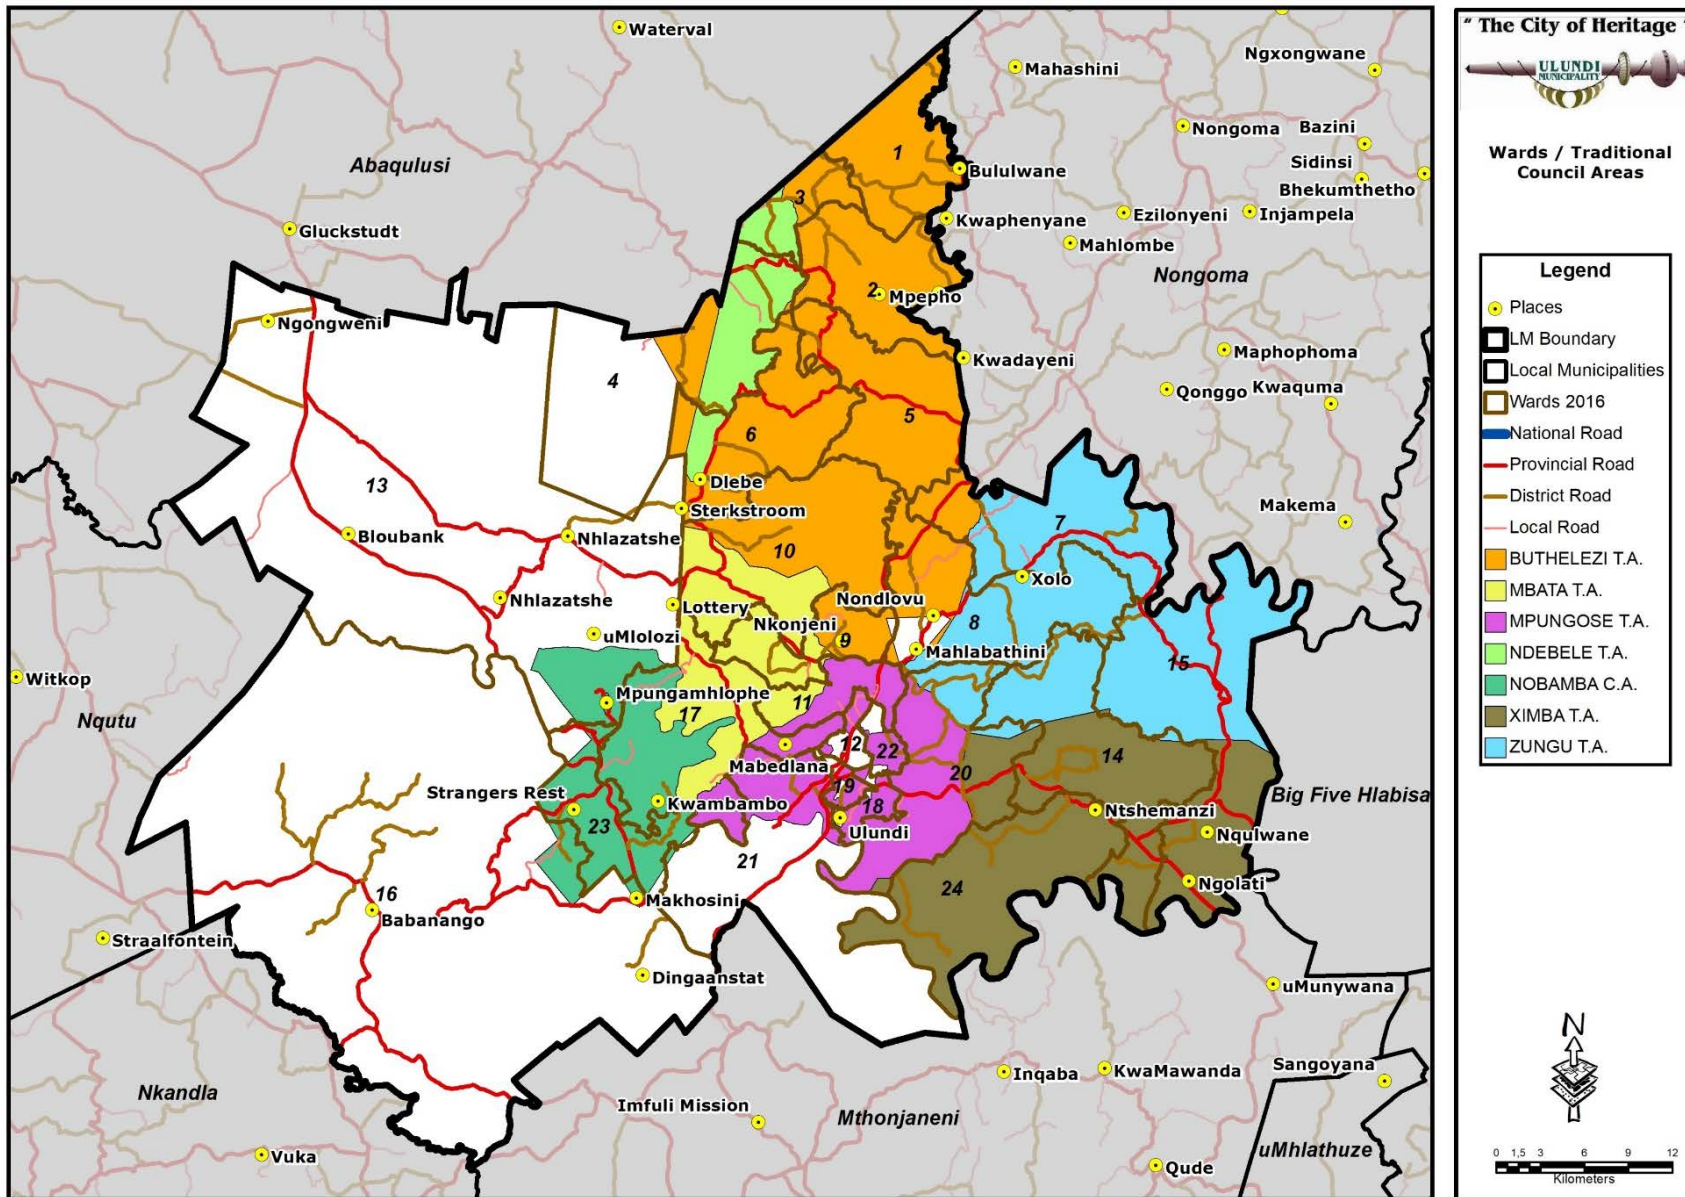 Waterval
Mahashini
Ngxongwane
Nongoma
Bazini
Sidinsi
Bhekumthetho
Abaqulusi
1
Bululwane
3
Kwaphenyane
Ezilonyeni
Injampela
Gluckstudt
Mahlombe
Nongoma
2
Mpepho
Ngongweni
Kwadayeni
Maphophoma
4
Qonggo
Kwaquma
5
6
13
Dlebe
Sterkstroom
7
Makema
Bloubank
Nhlazatshe
10
Xolo
Nhlazatshe
Lottery
Nondlovu
Nkonjeni
8
uMlolozi
9
Mahlabathini
15
Witkop
Mpungamhlophe
11
17
Nqutu
12
22
14
Mabedlana
20
19
Strangers Rest
Kwambambo
18
Ntshemanzi
Big Five Hlabisa
23
Ulundi
Nqulwane
21
16
Makhosini
24
Ngolati
Babanango
Straalfontein
Dingaanstat
uMunywana
Nkandla
Inqaba
KwaMawanda
Sangoyana
Imfuli Mission
Mthonjaneni
Vuka
Qude
uMhlathuze
" The City of Heritage "
ULUNDI
MUNICIPALITY
Wards / Traditional
Council Areas
Legend
Places
LM Boundary
Local Municipalities
Wards 2016
National Road
Provincial Road
District Road
Local Road
BUTHELEZI T.A.
MBATA T.A.
MPUNGOSE T.A.
NDEBELE T.A.
NOBAMBA C.A.
XIMBA T.A.
ZUNGU T.A.
N
0 1,5 3 6 9 12
Kilometers